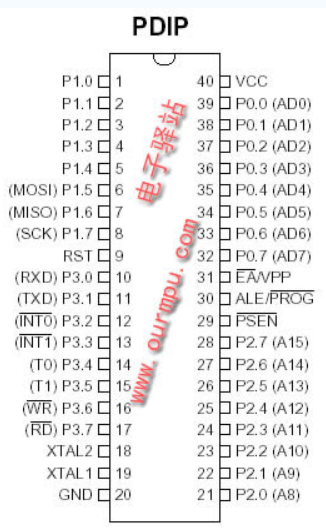 PDIP
P1.0 1 40 VCC
P1.1 2 39 P0.0 (AD0)
P1.2 3 38 P0.1 (AD1)
P1.3 4 37 P0.2 (AD2)
P1.4 5 36 P0.3 (AD3)
(MOSI) P1.5 6 35 P0.4 (AD4)
(MISO) P1.6 7 34 P0.5 (AD5)
(SCK) P1.7 8 33 P0.6 (AD6)
RST 9 32 P0.7 (AD7)
(RXD) P3.0 10 31 E̅A̅/VPP
(TXD) P3.1 11 30 ALE/P̅R̅O̅G̅
(I̅N̅T̅0̅) P3.2 12 29 P̅S̅E̅N̅
(I̅N̅T̅1̅) P3.3 13 28 P2.7 (A15)
(T0) P3.4 14 27 P2.6 (A14)
(T1) P3.5 15 26 P2.5 (A13)
(W̅R̅) P3.6 16 25 P2.4 (A12)
(R̅D̅) P3.7 17 24 P2.3 (A11)
XTAL2 18 23 P2.2 (A10)
XTAL1 19 22 P2.1 (A9)
GND 20 21 P2.0 (A8)
电子驿站
www.ourmpu.com